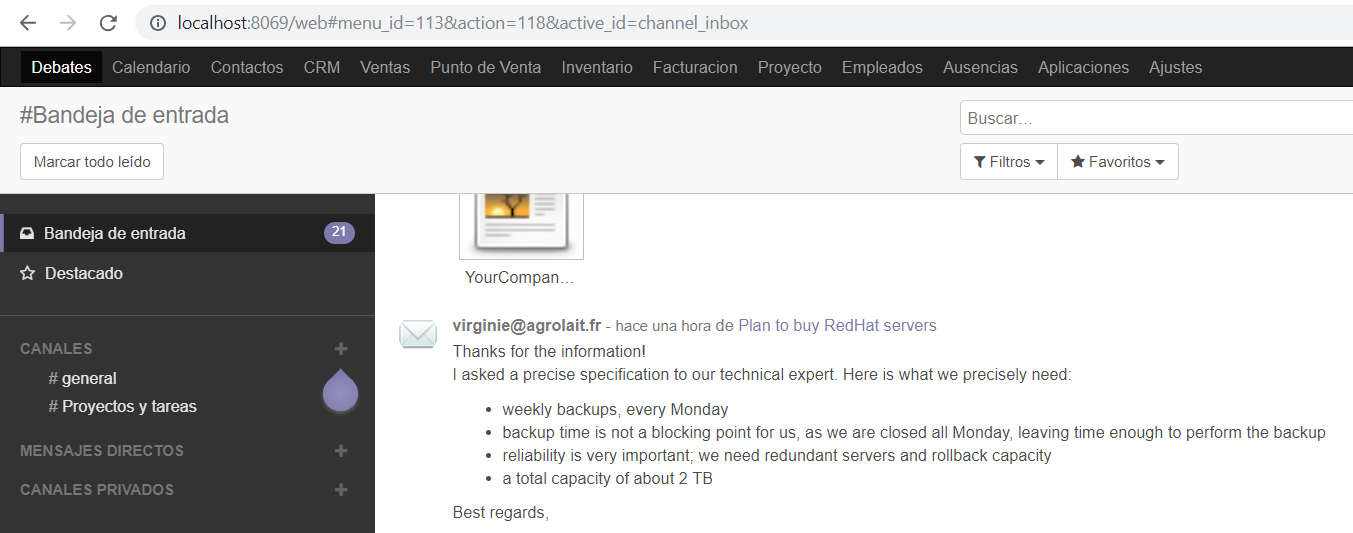 localhost:8069/web#menu_id=113&action=118&active_id=channel_inbox
Debates Calendario Contactos CRM Ventas Punto de Venta Inventario Facturacion Proyecto Empleados Ausencias Aplicaciones Ajustes
#Bandeja de entrada
Buscar...
Marcar todo leído
Filtros Favoritos
Bandeja de entrada 21
Destacado
CANALES
# general
# Proyectos y tareas
MENSAJES DIRECTOS
CANALES PRIVADOS
YourCompan...
virginie@agrolait.fr - hace una hora de Plan to buy RedHat servers
Thanks for the information!
I asked a precise specification to our technical expert. Here is what we precisely need:
• weekly backups, every Monday
• backup time is not a blocking point for us, as we are closed all Monday, leaving time enough to perform the backup
• reliability is very important; we need redundant servers and rollback capacity
• a total capacity of about 2 TB
Best regards,